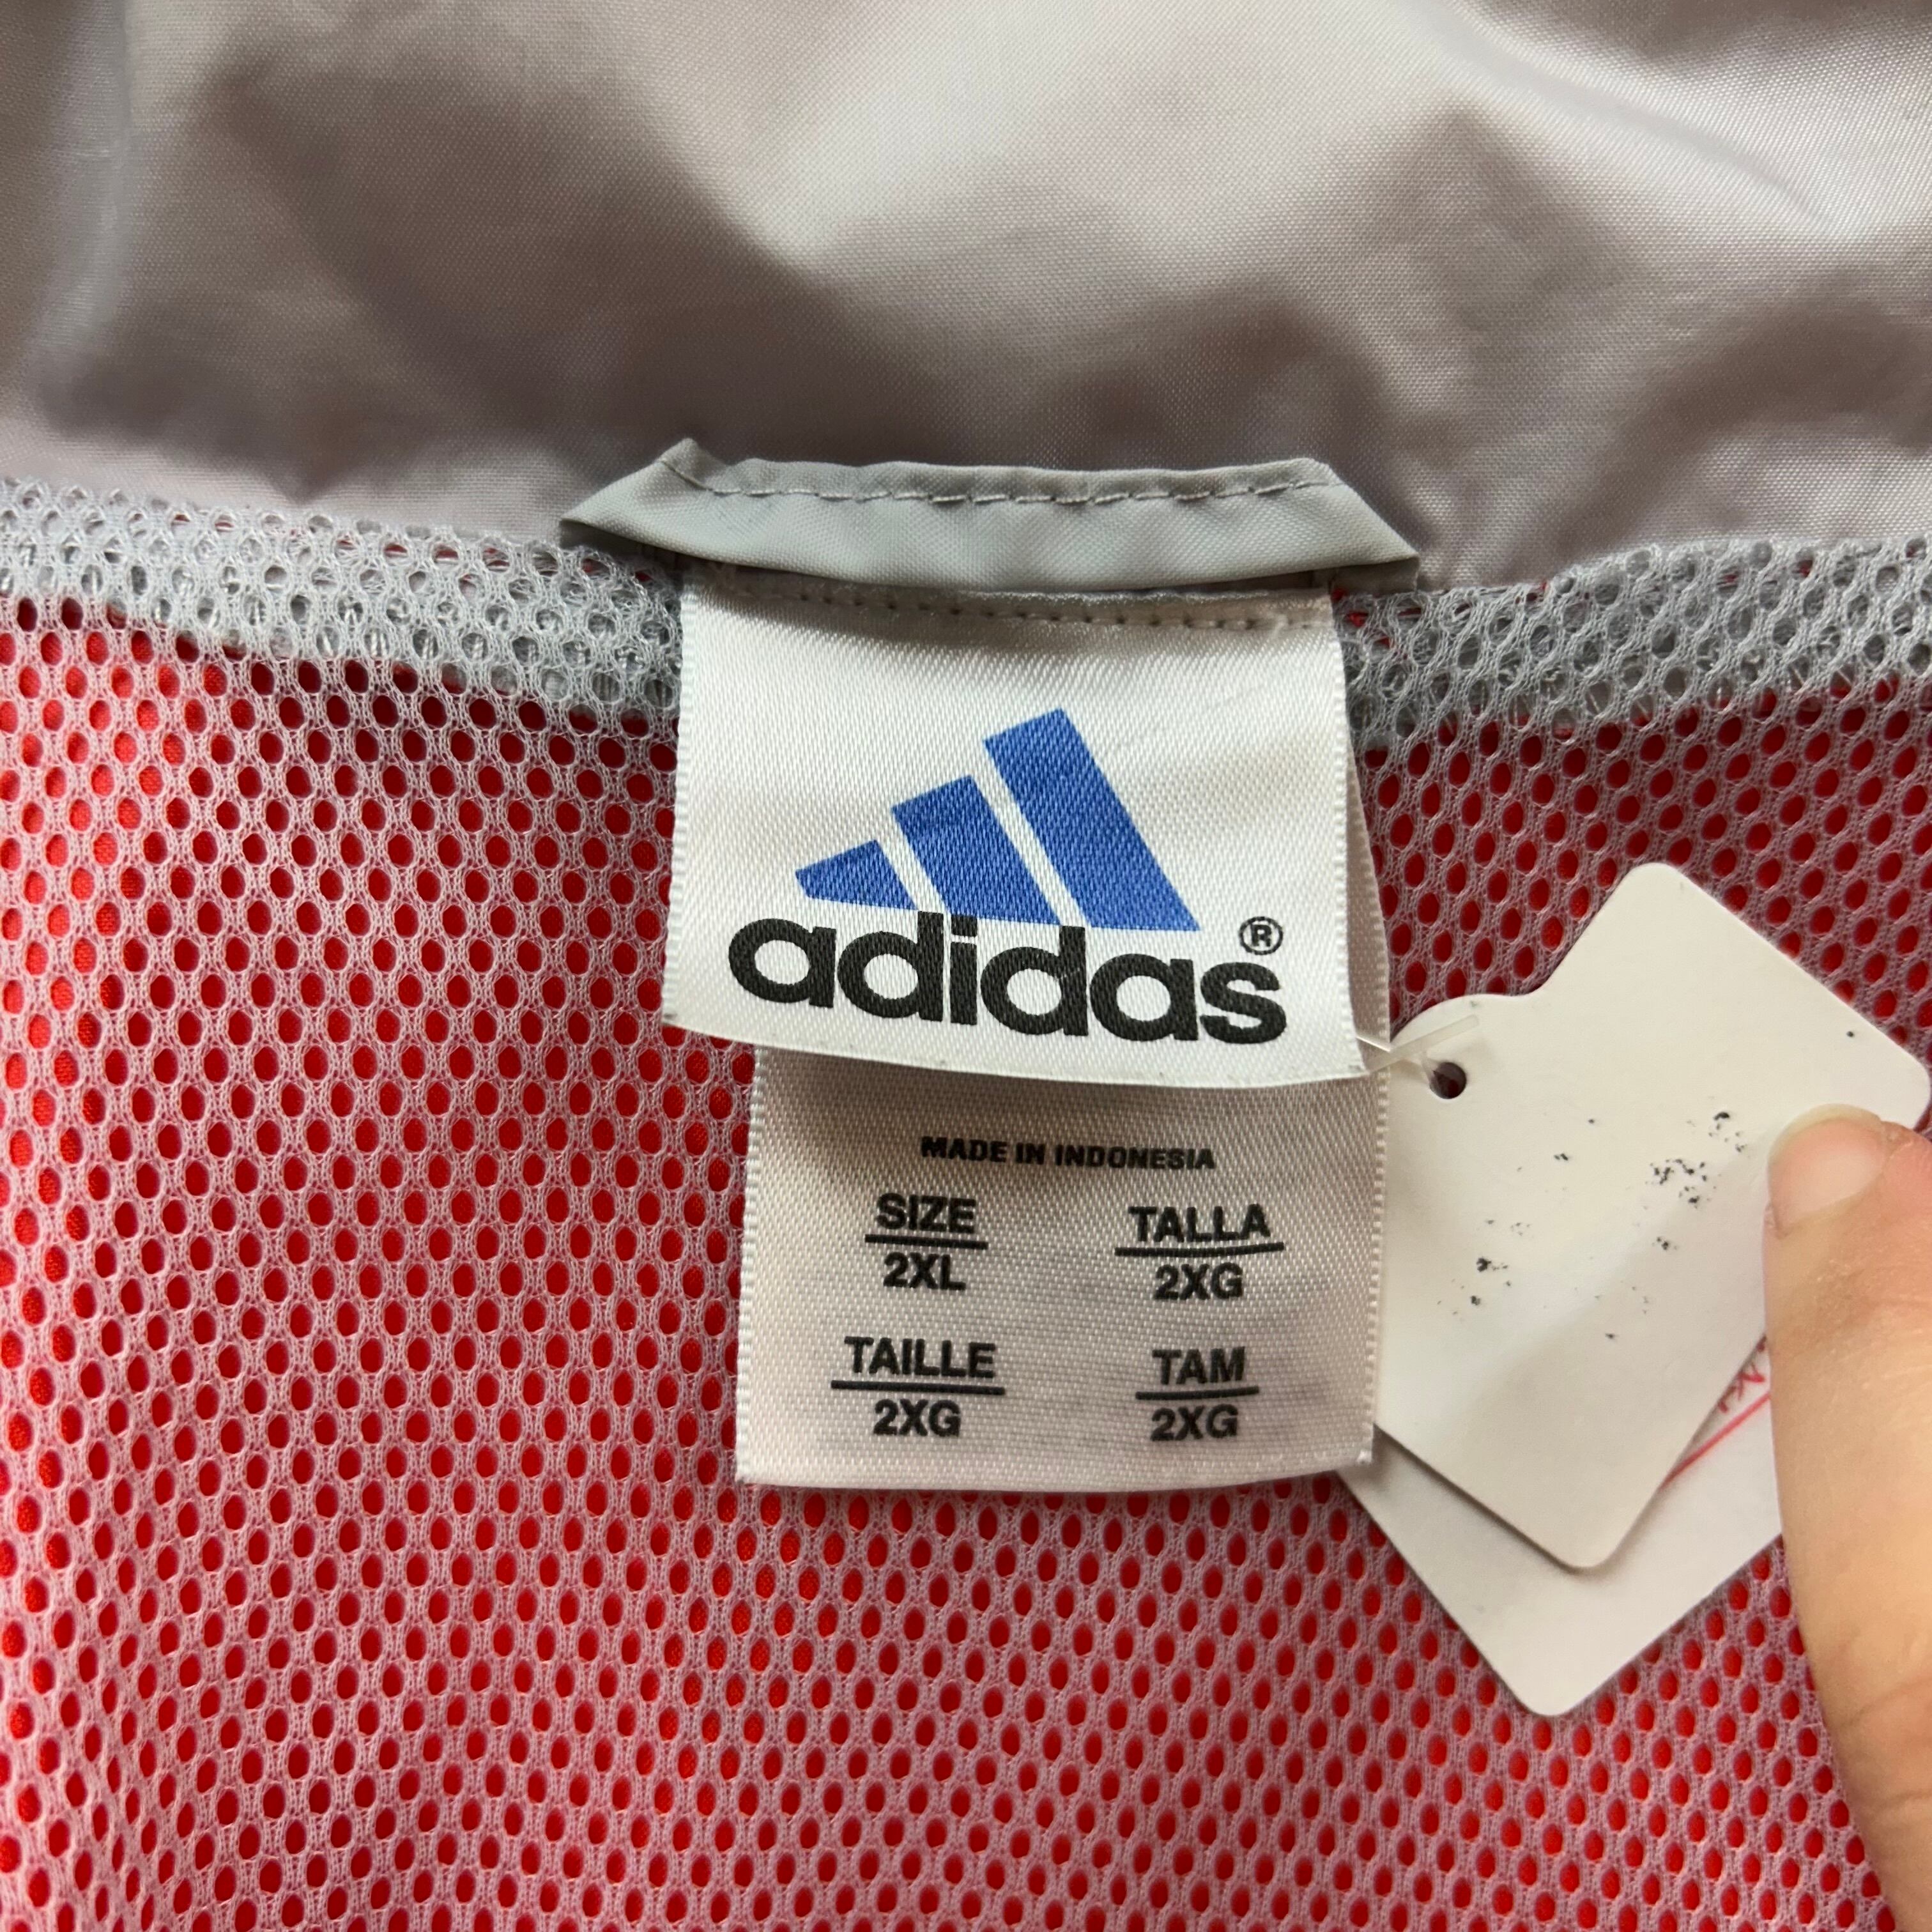 adidas®
MADE IN INDONESIA
SIZE TALLA
2XL 2XG
TAILLE TAM
2XG 2XG